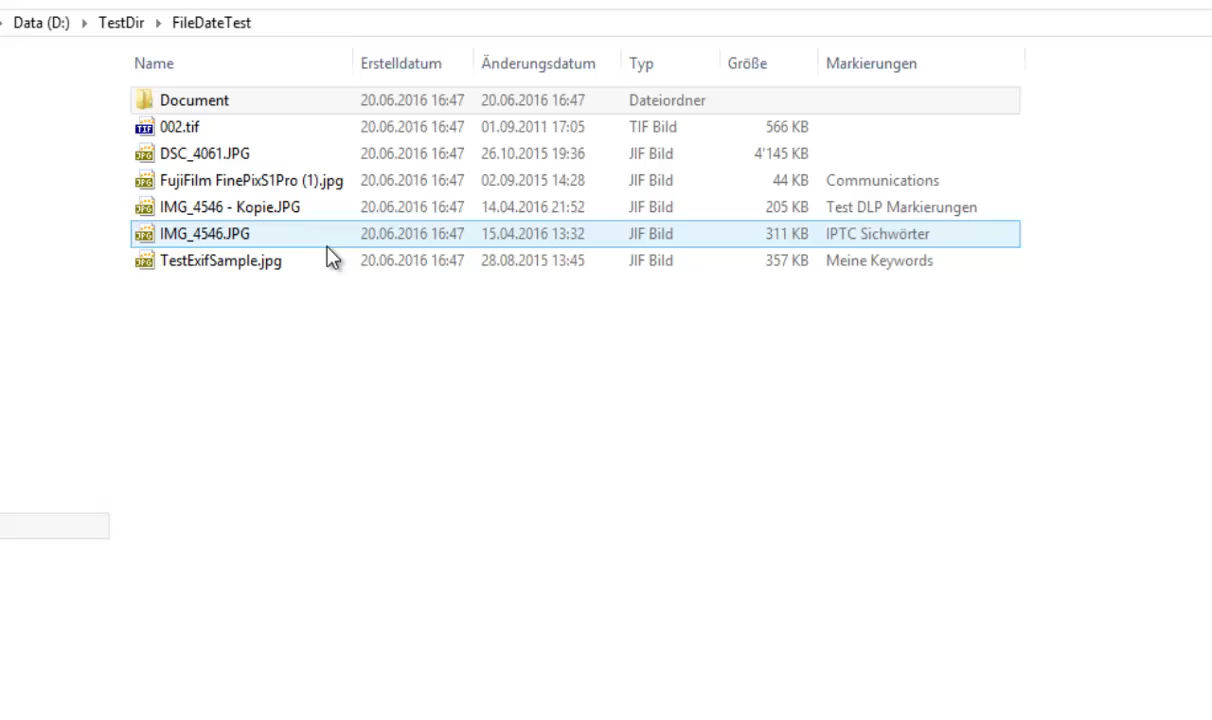 Data (D:) ▸ TestDir ▸ FileDateTest
Name Erstelldatum Änderungsdatum Typ Größe Markierungen
Document 20.06.2016 16:47 20.06.2016 16:47 Dateiordner
002.tif 20.06.2016 16:47 01.09.2011 17:05 TIF Bild 566 KB
DSC_4061.JPG 20.06.2016 16:47 26.10.2015 19:36 JIF Bild 4'145 KB
FujiFilm FinePixS1Pro (1).jpg 20.06.2016 16:47 02.09.2015 14:28 JIF Bild 44 KB Communications
IMG_4546 - Kopie.JPG 20.06.2016 16:47 14.04.2016 21:52 JIF Bild 205 KB Test DLP Markierungen
IMG_4546.JPG 20.06.2016 16:47 15.04.2016 13:32 JIF Bild 311 KB IPTC Sichwörter
TestExifSample.jpg 20.06.2016 16:47 28.08.2015 13:45 JIF Bild 357 KB Meine Keywords